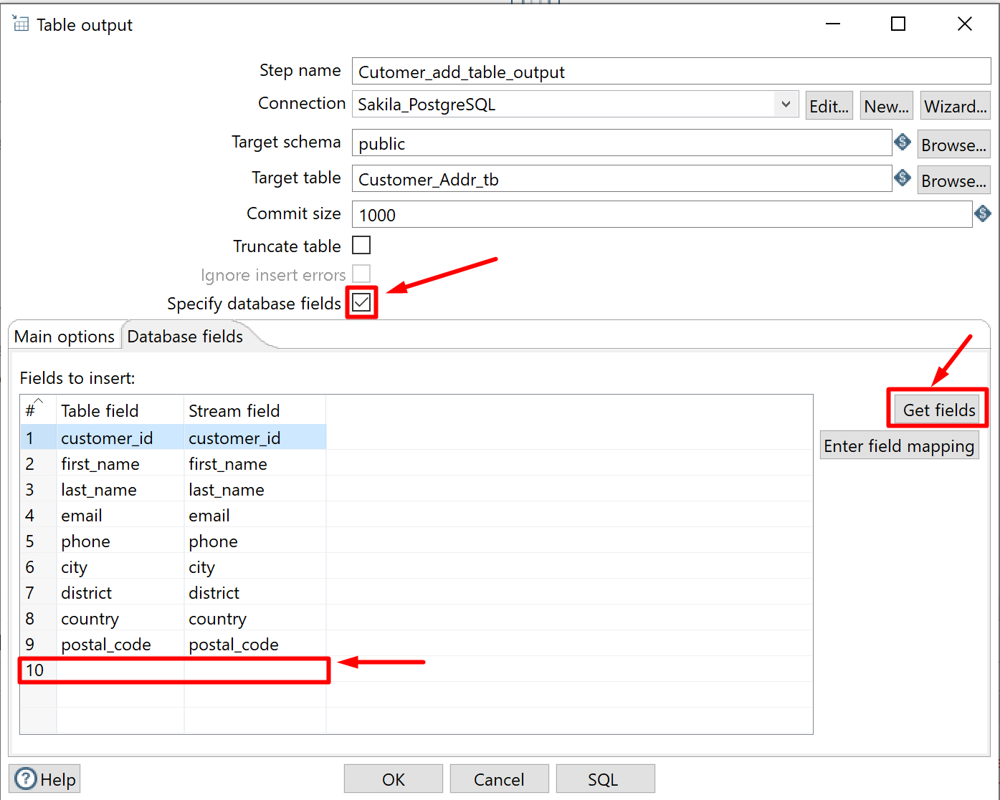 Table output
Step name Cutomer_add_table_output
Connection Sakila_PostgreSQL Edit... New... Wizard...
Target schema public Browse...
Target table Customer_Addr_tb Browse...
Commit size 1000
Truncate table
Ignore insert errors
Specify database fields
Main options Database fields
Fields to insert:
# Table field Stream field Get fields
1 customer_id customer_id Enter field mapping
2 first_name first_name
3 last_name last_name
4 email email
5 phone phone
6 city city
7 district district
8 country country
9 postal_code postal_code
10
? Help OK Cancel SQL